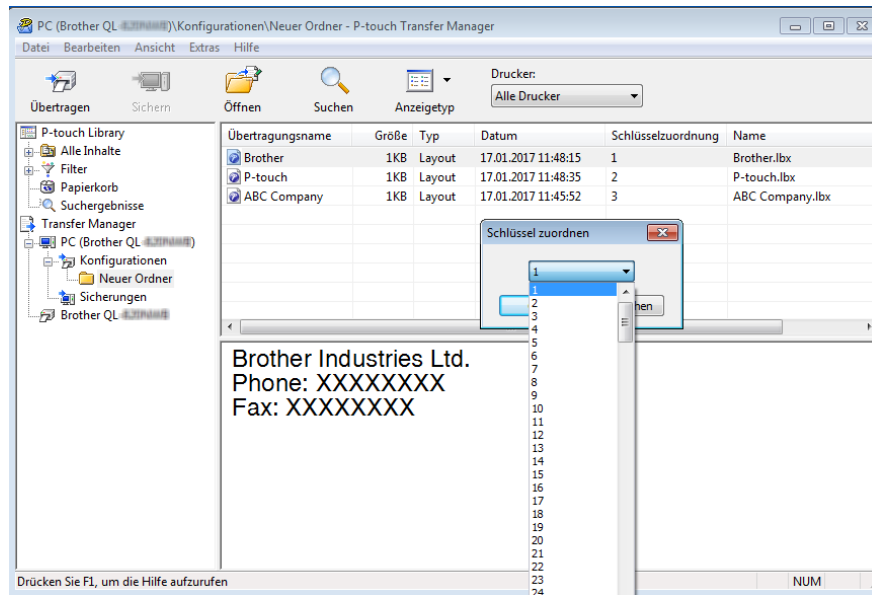 PC (Brother QL \Konfigurationen\Neuer Ordner - P-touch Transfer Manager
Datei Bearbeiten Ansicht Extras Hilfe
Übertragen Sichern Öffnen Suchen Anzeigetyp
Drucker:
Alle Drucker
P-touch Library
Alle Inhalte
Filter
Papierkorb
Suchergebnisse
Transfer Manager
PC (Brother QL )
Konfigurationen
Neuer Ordner
Sicherungen
Brother QL
Übertragungsname Größe Typ Datum Schlüsselzuordnung Name
Brother 1KB Layout 17.01.2017 11:48:15 1 Brother.lbx
P-touch 1KB Layout 17.01.2017 11:48:35 2 P-touch.lbx
ABC Company 1KB Layout 17.01.2017 11:45:52 3 ABC Company.lbx
Schlüssel zuordnen
1
1
2
3
4
5
6
7
8
9
10
11
12
13
14
15
16
17
18
19
20
21
22
23
24
hen
Brother Industries Ltd.
Phone: XXXXXXXX
Fax: XXXXXXXX
Drücken Sie F1, um die Hilfe aufzurufen
NUM